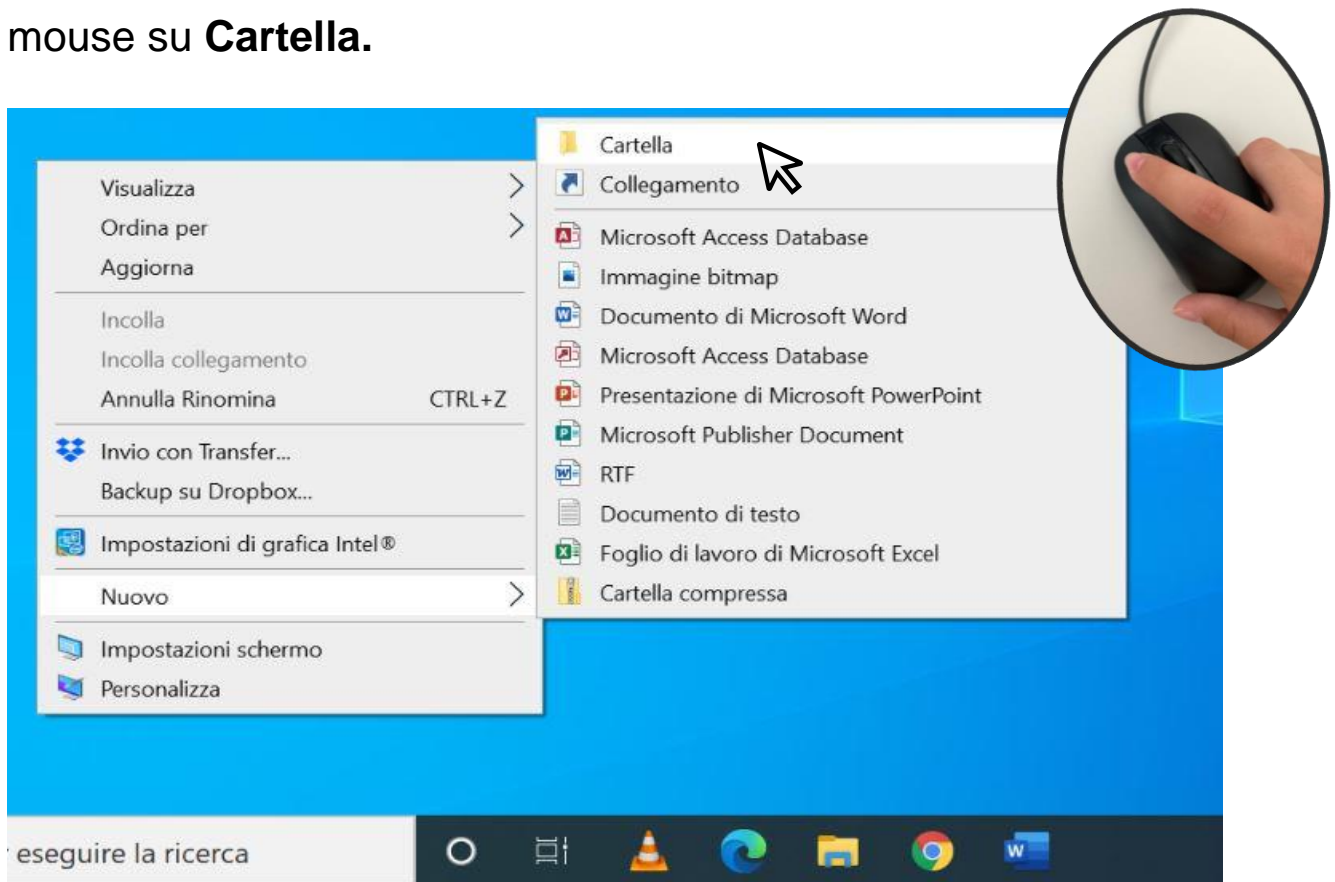 mouse su Cartella.
Visualizza
Ordina per
Aggiorna
Incolla
Incolla collegamento
Annulla Rinomina CTRL+Z
Invio con Transfer...
Backup su Dropbox...
Impostazioni di grafica Intel®
Nuovo
Impostazioni schermo
Personalizza
Cartella
Collegamento
Microsoft Access Database
Immagine bitmap
Documento di Microsoft Word
Microsoft Access Database
Presentazione di Microsoft PowerPoint
Microsoft Publisher Document
RTF
Documento di testo
Foglio di lavoro di Microsoft Excel
Cartella compressa
eseguire la ricerca